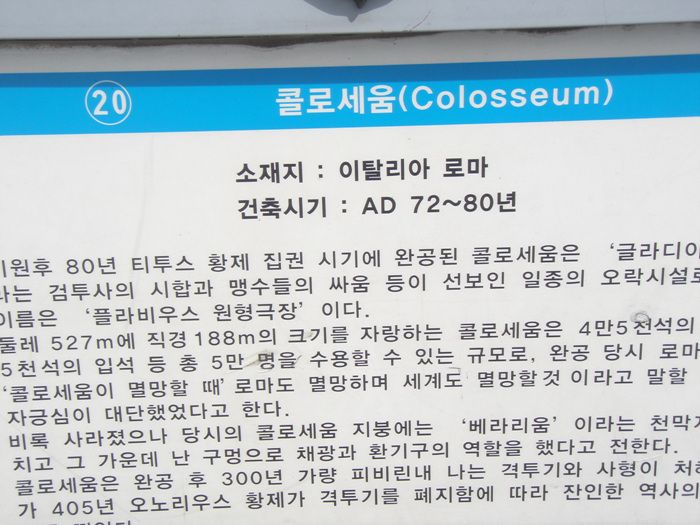 20 콜로세움(Colosseum)
소재지 : 이탈리아 로마
건축시기 : AD 72~80년
기원후 80년 티투스 황제 집권 시기에 완공된 콜로세움은 '글라디아
라는 검투사의 시합과 맹수들의 싸움 등이 선보인 일종의 오락시설로
이름은 '플라비우스 원형극장' 이다.
둘레 527m에 직경188m의 크기를 자랑하는 콜로세움은 4만5천석의
5천석의 입석 등 총 5만 명을 수용할 수 있는 규모로, 완공 당시 로마
'콜로세움이 멸망할 때' 로마도 멸망하며 세계도 멸망할것이라고 말할
자긍심이 대단했었다고 한다.
비록 사라졌으나 당시의 콜로세움 지붕에는 '베라리움' 이라는 천막
치고 그 가운데 난 구멍으로 채광과 환기구의 역할을 했다고 전한다.
콜로세움은 완공 후 300년 가량 피비린내 나는 격투기와 사형이 처
가 405년 오노리우스 황제가 격투기를 폐지함에 따라 잔인한 역사의